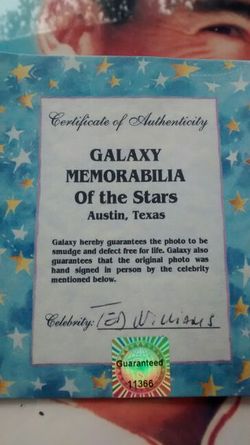 Certificate of Authenticity
GALAXY
MEMORABILIA
Of the Stars
Austin, Texas
Galaxy hereby guarantees the photo to be
smudge and defect free for life. Galaxy also
guarantees that the original photo was
hand signed in person by the celebrity
mentioned below.
Celebrity: TED WILLIAMS
Guaranteed
11366